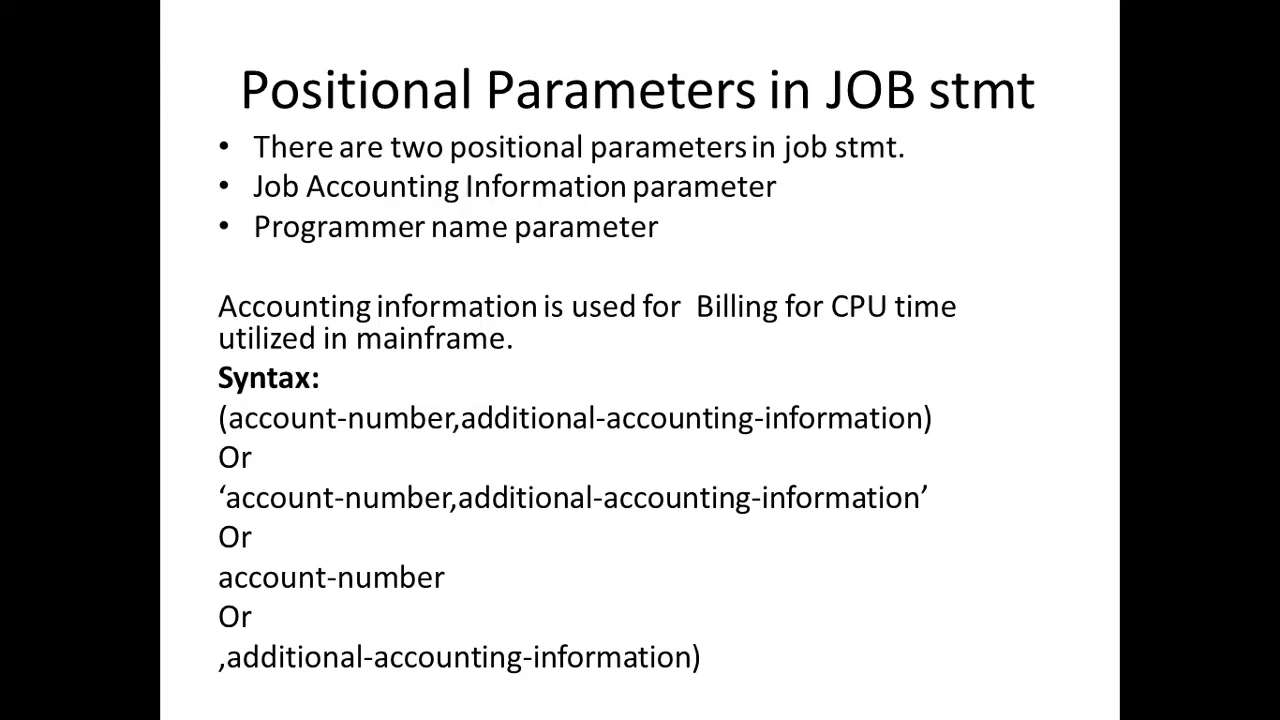 Positional Parameters in JOB stmt
• There are two positional parameters in job stmt.
• Job Accounting Information parameter
• Programmer name parameter
Accounting information is used for  Billing for CPU time
utilized in mainframe.
Syntax:
(account-number,additional-accounting-information)
Or
‘account-number,additional-accounting-information’
Or
account-number
Or
,additional-accounting-information)